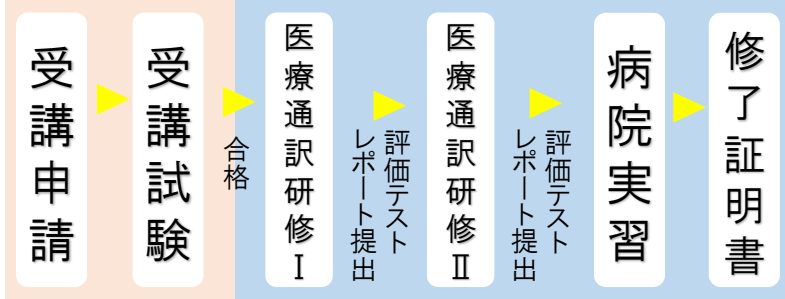 受講申請
受講試験
合格
医療通訳研修Ⅰ
評価テスト
レポート提出
医療通訳研修Ⅱ
評価テスト
レポート提出
病院実習
修了証明書